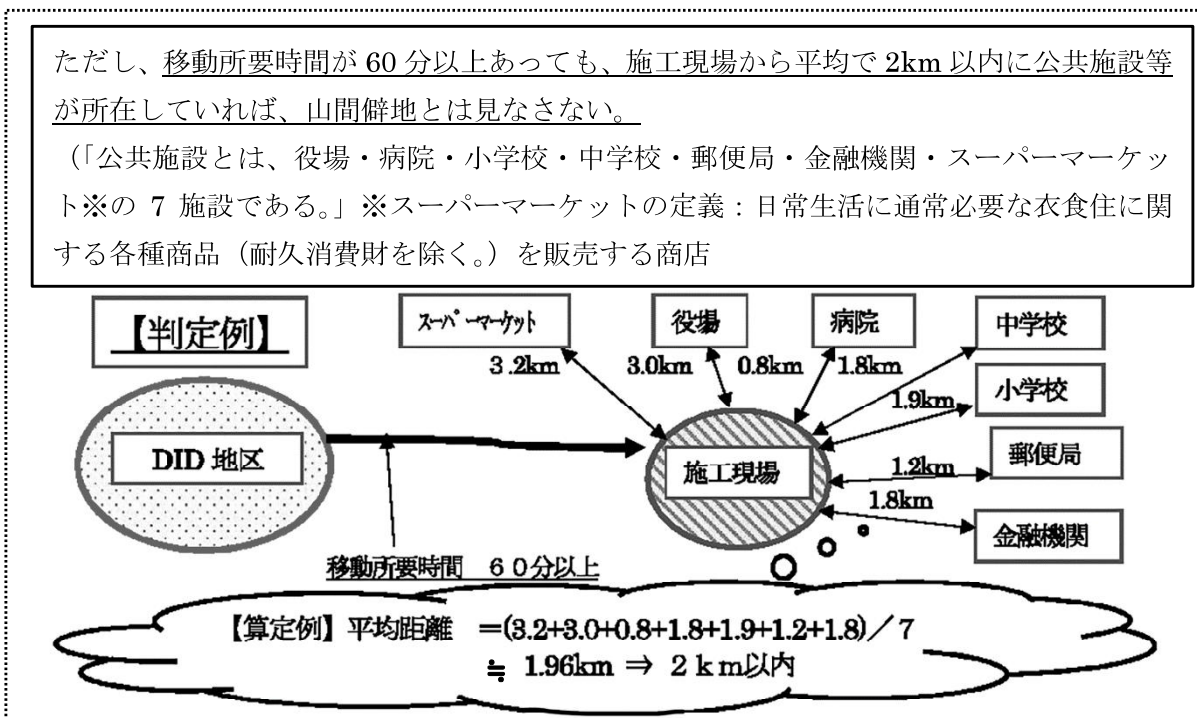 ただし、移動所要時間が 60 分以上あっても、施工現場から平均で 2km 以内に公共施設等
が所在していれば、山間僻地とは見なさない。
（「公共施設とは、役場・病院・小学校・中学校・郵便局・金融機関・スーパーマーケッ
ト※の 7 施設である。」※スーパーマーケットの定義：日常生活に通常必要な衣食住に関
する各種商品（耐久消費財を除く。）を販売する商店
【判定例】
ｽｰﾊﾟｰﾏｰｹｯﾄ
役場
病院
中学校
3.2km
3.0km
0.8km
1.8km
小学校
1.9km
DID 地区
施工現場
郵便局
1.2km
1.8km
金融機関
移動所要時間　６０分以上
【算定例】平均距離　＝(3.2+3.0+0.8+1.8+1.9+1.2+1.8)／７
≒ 1.96km ⇒ ２ｋｍ以内